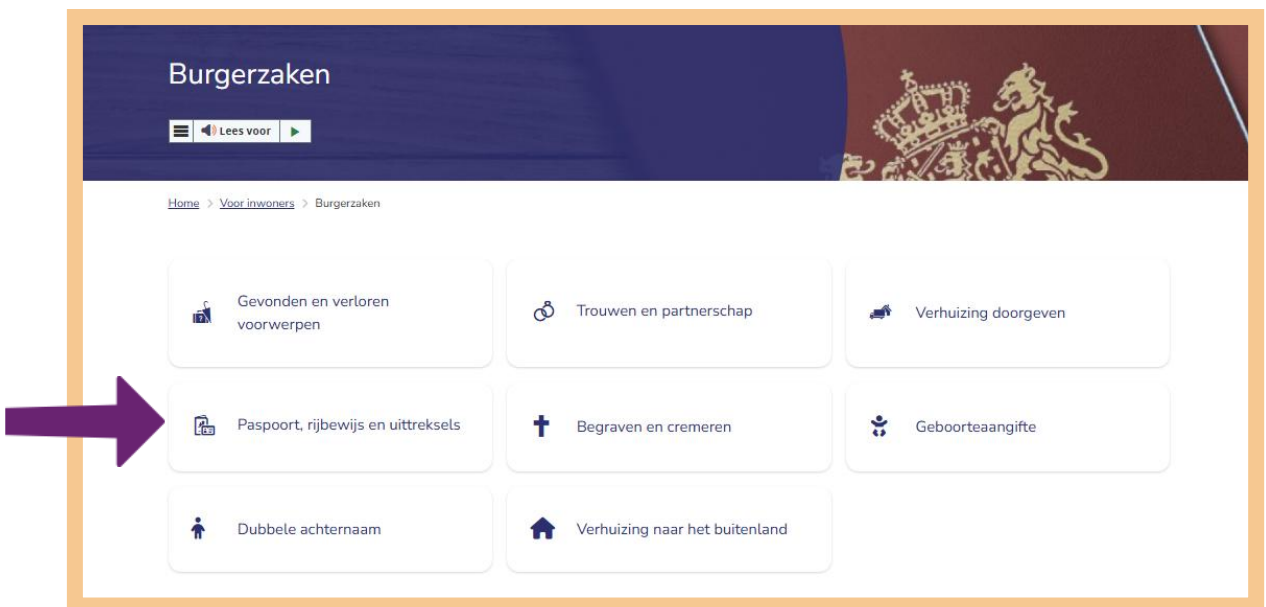 Burgerzaken
Lees voor
Home > Voor inwoners > Burgerzaken
Gevonden en verloren
voorwerpen
Trouwen en partnerschap
Verhuizing doorgeven
Paspoort, rijbewijs en uittreksels
Begraven en cremeren
Geboorteaangifte
Dubbele achternaam
Verhuizing naar het buitenland